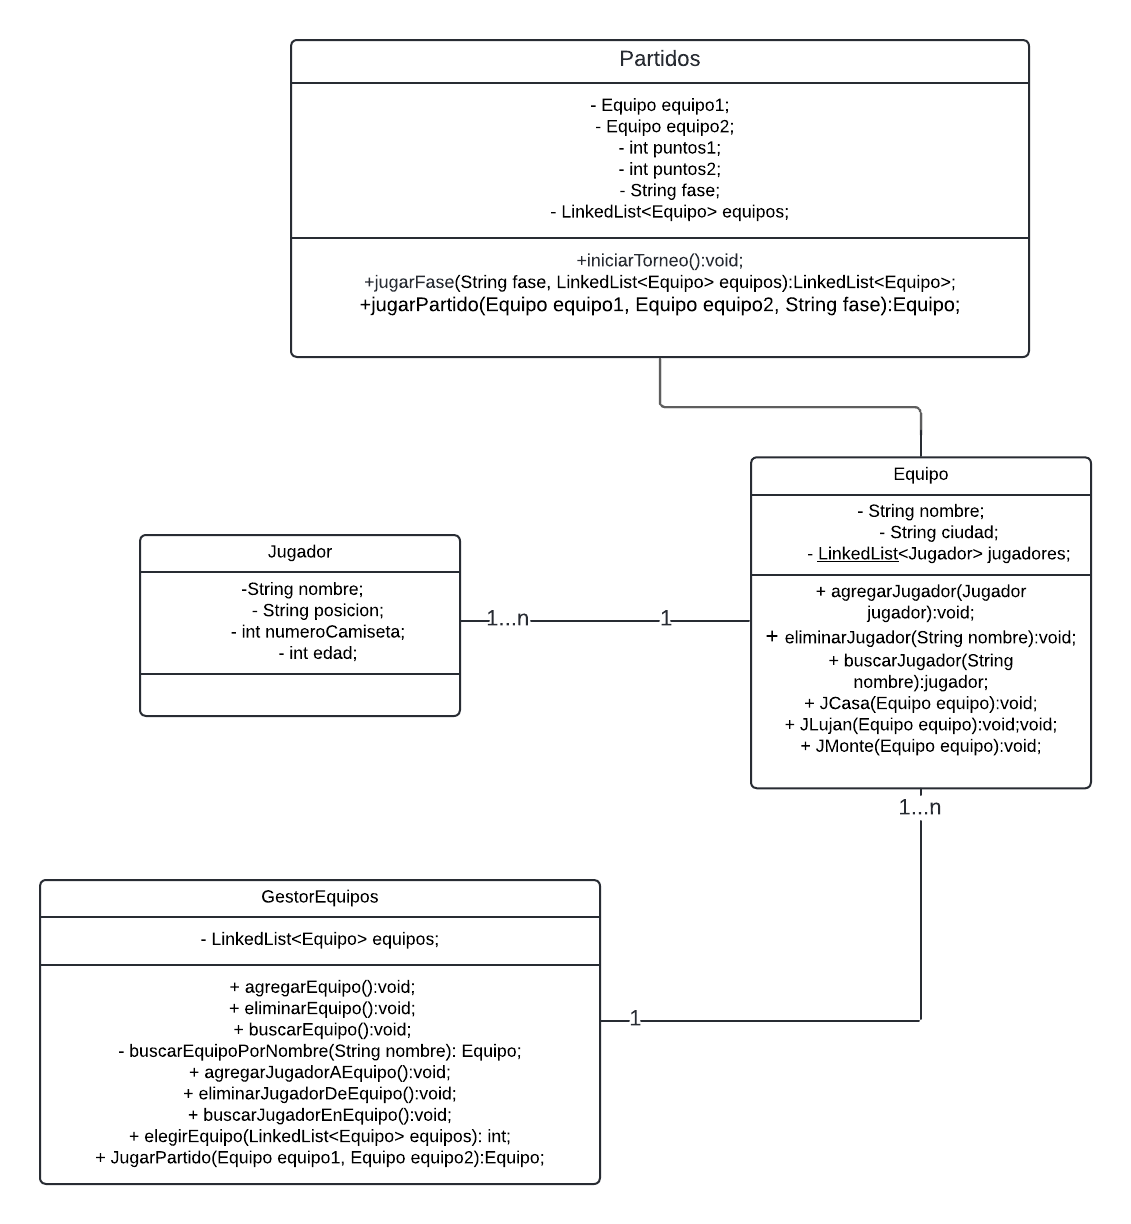 Partidos
- Equipo equipo1;
- Equipo equipo2;
- int puntos1;
- int puntos2;
- String fase;
- LinkedList<Equipo> equipos;
+iniciarTorneo():void;
+jugarFase(String fase, LinkedList<Equipo> equipos):LinkedList<Equipo>;
+jugarPartido(Equipo equipo1, Equipo equipo2, String fase):Equipo;
Equipo
- String nombre;
- String ciudad;
- LinkedList<Jugador> jugadores;
+ agregarJugador(Jugador
jugador):void;
+ eliminarJugador(String nombre):void;
+ buscarJugador(String
nombre):jugador;
+ JCasa(Equipo equipo):void;
+ JLujan(Equipo equipo):void;void;
+ JMonte(Equipo equipo):void;
Jugador
-String nombre;
- String posicion;
- int numeroCamiseta;
- int edad;
1...n
1
1...n
1
GestorEquipos
- LinkedList<Equipo> equipos;
+ agregarEquipo():void;
+ eliminarEquipo():void;
+ buscarEquipo():void;
- buscarEquipoPorNombre(String nombre): Equipo;
+ agregarJugadorAEquipo():void;
+ eliminarJugadorDeEquipo():void;
+ buscarJugadorEnEquipo():void;
+ elegirEquipo(LinkedList<Equipo> equipos): int;
+ JugarPartido(Equipo equipo1, Equipo equipo2):Equipo;